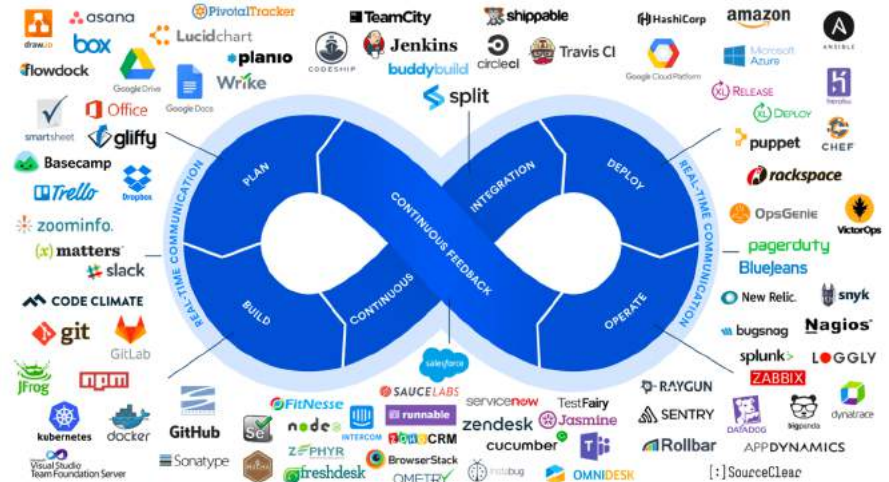 draw.io
asana
PivotalTracker
box
Lucidchart
flowdock
Google Drive
planio
Google Docs
Wrike
smartsheet
Office
gliffy
Basecamp
Trello
Dropbox
zoominfo.
(x) matters
slack
TeamCity
shippable
CODESHIP
Jenkins
circleci
Travis CI
buddybuild
split
HashiCorp
amazon
ANSIBLE
Google Cloud Platform
Microsoft
Azure
heroku
XL RELEASE
XL DEPLOY
puppet
CHEF
rackspace
OpsGenie
VictorOps
pagerduty
BlueJeans
REAL-TIME COMMUNICATION
PLAN
BUILD
CONTINUOUS
INTEGRATION
CONTINUOUS FEEDBACK
DEPLOY
OPERATE
REAL-TIME COMMUNICATION
CODE CLIMATE
git
GitLab
JFrog
npm
kubernetes
docker
GitHub
Visual Studio
Team Foundation Server
Sonatype
salesforce
SAUCELABS
FitNesse
Se
node
INTERCOM
runnable
ZOHO CRM
ZEPHYR
MOCHA
freshdesk
BrowserStack
servicenow
TestFairy
zendesk
Jasmine
cucumber
instabug
OMNIDESK
New Relic.
snyk
bugsnag
Nagios
splunk>
LOGGLY
ZABBIX
RAYGUN
SENTRY
DATADOG
bigpanda
dynatrace
Rollbar
APPDYNAMICS
[:]SourceClear